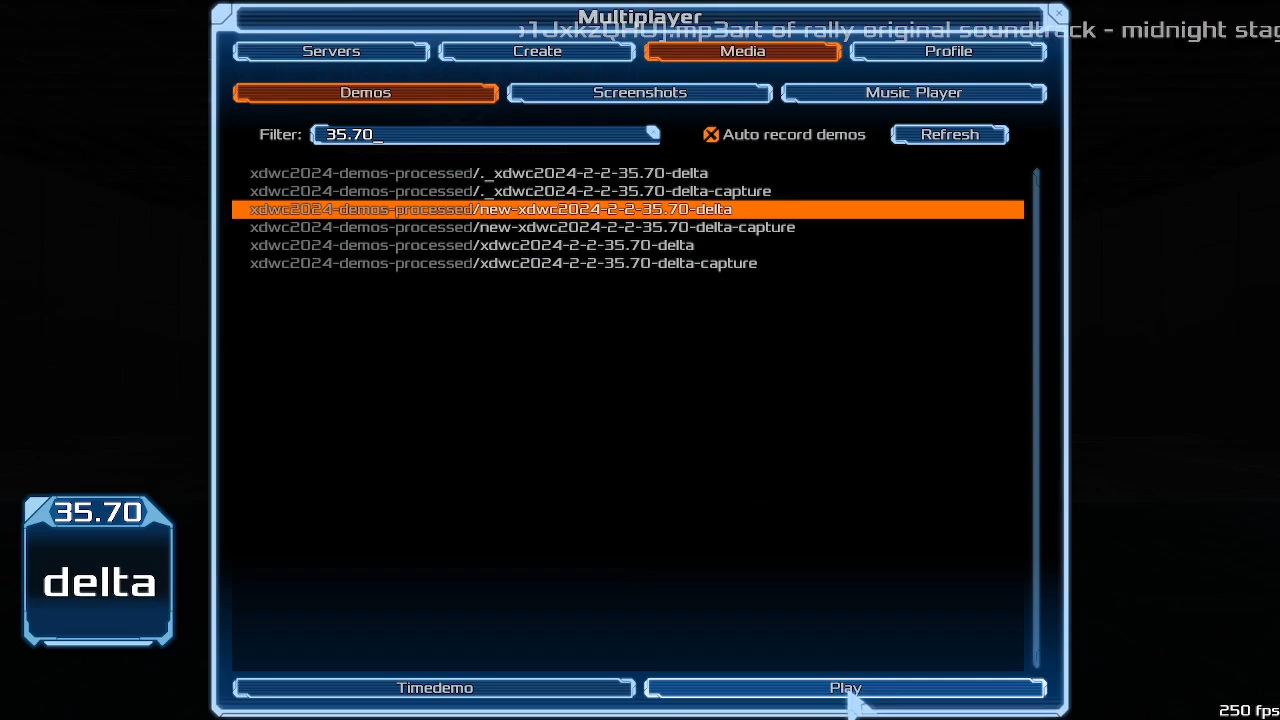 Multiplayer
›1JxkzQHU].mp3art of rally original soundtrack - midnight stag
Servers
Create
Media
Profile
Demos
Screenshots
Music Player
Filter:
35.70_
Auto record demos
Refresh
xdwc2024-demos-processed/._xdwc2024-2-2-35.70-delta
xdwc2024-demos-processed/._xdwc2024-2-2-35.70-delta-capture
xdwc2024-demos-processed/new-xdwc2024-2-2-35.70-delta
xdwc2024-demos-processed/new-xdwc2024-2-2-35.70-delta-capture
xdwc2024-demos-processed/xdwc2024-2-2-35.70-delta
xdwc2024-demos-processed/xdwc2024-2-2-35.70-delta-capture
35.70
delta
Timedemo
Play
250 fps